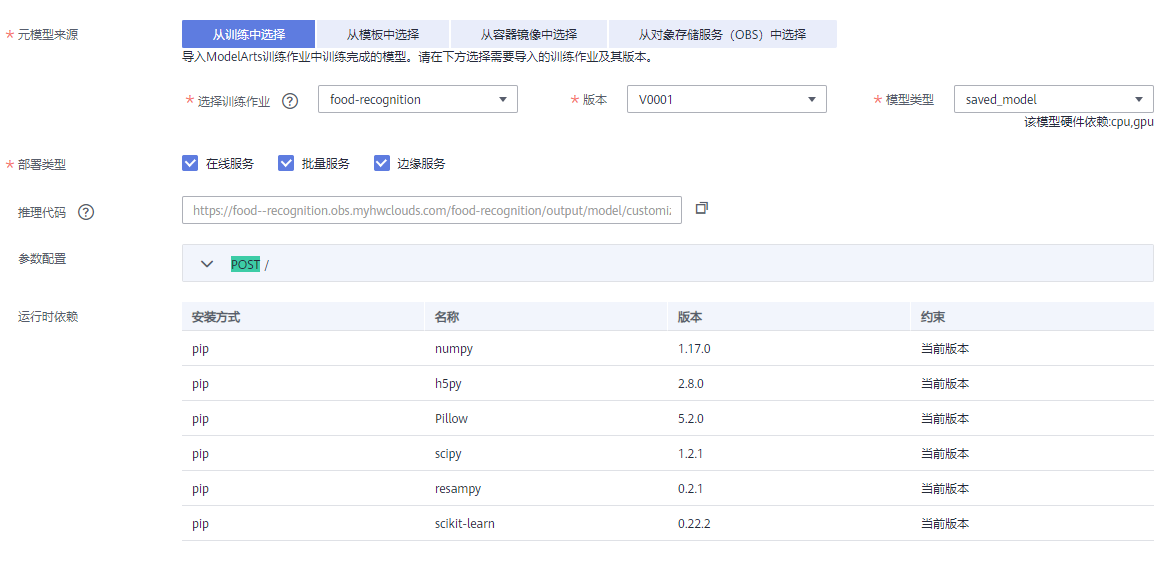 * 元模型来源 从训练中选择 从模板中选择 从容器镜像中选择 从对象存储服务（OBS）中选择
导入ModelArts训练作业中训练完成的模型。请在下方选择需要导入的训练作业及其版本。
* 选择训练作业 ? food-recognition * 版本 V0001 * 模型类型 saved_model
该模型硬件依赖:cpu,gpu
* 部署类型 在线服务 批量服务 边缘服务
推理代码 ? https://food--recognition.obs.myhwclouds.com/food-recognition/output/model/customi
参数配置 POST /
运行时依赖 安装方式 名称 版本 约束
pip numpy 1.17.0 当前版本
pip h5py 2.8.0 当前版本
pip Pillow 5.2.0 当前版本
pip scipy 1.2.1 当前版本
pip resampy 0.2.1 当前版本
pip scikit-learn 0.22.2 当前版本